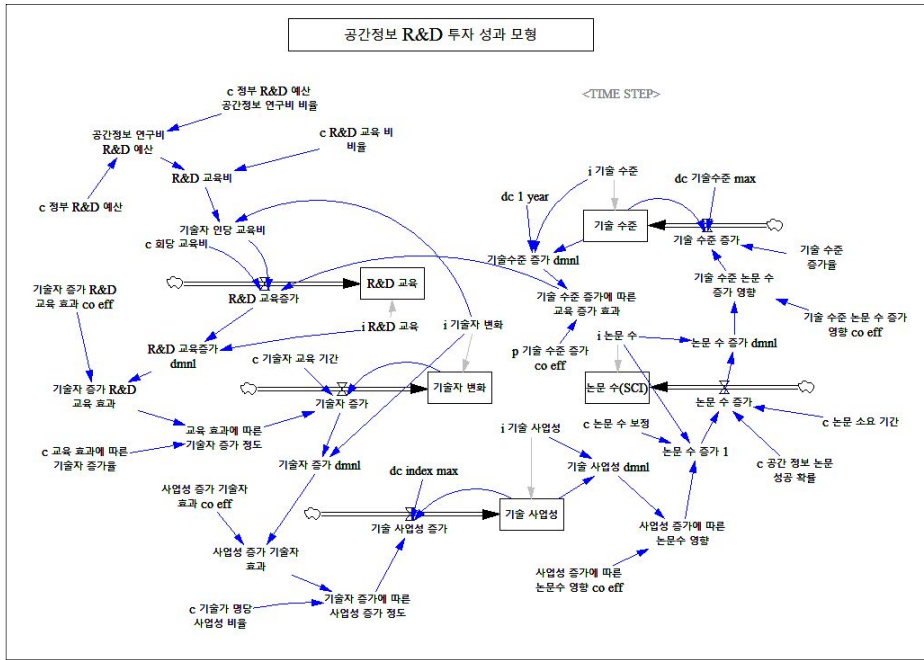 공간정보 R&D 투자 성과 모형
c 정부 R&D 예산
공간정보 연구비 비율
<TIME STEP>
공간정보 연구비
R&D 예산
c R&D 교육 비
비율
R&D 교육비
c 정부 R&D 예산
i 기술 수준
dc 기술수준 max
dc 1 year
기술 수준
기술자 인당 교육비
c 회당 교육비
기술 수준 증가
기술수준 증가 dmnl
기술 수준
증가율
기술 수준 논문 수
증가 영향
기술자 증가 R&D
교육 효과 co eff
R&D 교육
R&D 교육증가
기술 수준 증가에 따른
교육 증가 효과
i R&D 교육
i 기술자 변화
기술 수준 논문 수 증가
영향 co eff
i 논문 수
논문 수 증가 dmnl
R&D 교육증가
dmnl
c 기술자 교육 기간
p 기술 수준 증가
co eff
기술자 증가 R&D
교육 효과
기술자 변화
기술자 증가
논문 수(SCI)
논문 수 증가
교육 효과에 따른
기술자 증가 정도
i 기술 사업성
c 논문 수 보정
c 논문 소요 기간
c 교육 효과에 따른
기술자 증가율
기술자 증가 dmnl
기술 사업성 dmnl
논문 수 증가 1
c 공간 정보 논문
성공 확률
사업성 증가 기술자
효과 co eff
dc index max
기술 사업성
기술 사업성 증가
사업성 증가에 따른
논문수 영향
사업성 증가 기술자
효과
사업성 증가에 따른
논문수 영향 co eff
기술자 증가에 따른
사업성 증가 정도
c 기술가 명당
사업성 비율